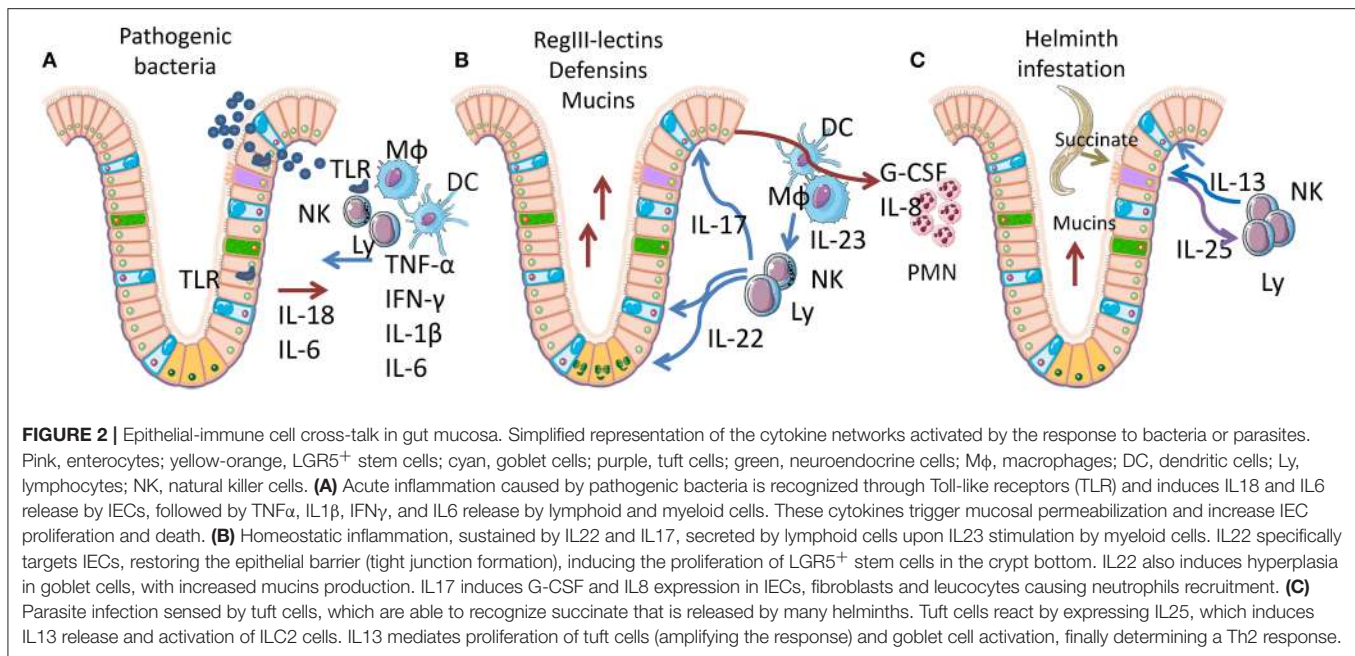 A
Pathogenic
bacteria
TLR
Mϕ
DC
NK
Ly
TLR
TNF-α
IFN-γ
IL-1β
IL-6
IL-18
IL-6
B
RegIII-lectins
Defensins
Mucins
DC
Mϕ
G-CSF
IL-8
IL-17
IL-23
NK
Ly
IL-22
PMN
C
Helminth
infestation
Succinate
Mucins
IL-13
NK
IL-25
Ly
FIGURE 2 | Epithelial-immune cell cross-talk in gut mucosa. Simplified representation of the cytokine networks activated by the response to bacteria or parasites.
Pink, enterocytes; yellow-orange, LGR5+ stem cells; cyan, goblet cells; purple, tuft cells; green, neuroendocrine cells; Mϕ, macrophages; DC, dendritic cells; Ly,
lymphocytes; NK, natural killer cells. (A) Acute inflammation caused by pathogenic bacteria is recognized through Toll-like receptors (TLR) and induces IL18 and IL6
release by IECs, followed by TNFα, IL1β, IFNγ, and IL6 release by lymphoid and myeloid cells. These cytokines trigger mucosal permeabilization and increase IEC
proliferation and death. (B) Homeostatic inflammation, sustained by IL22 and IL17, secreted by lymphoid cells upon IL23 stimulation by myeloid cells. IL22 specifically
targets IECs, restoring the epithelial barrier (tight junction formation), inducing the proliferation of LGR5+ stem cells in the crypt bottom. IL22 also induces hyperplasia
in goblet cells, with increased mucins production. IL17 induces G-CSF and IL8 expression in IECs, fibroblasts and leucocytes causing neutrophils recruitment. (C)
Parasite infection sensed by tuft cells, which are able to recognize succinate that is released by many helminths. Tuft cells react by expressing IL25, which induces
IL13 release and activation of ILC2 cells. IL13 mediates proliferation of tuft cells (amplifying the response) and goblet cell activation, finally determining a Th2 response.